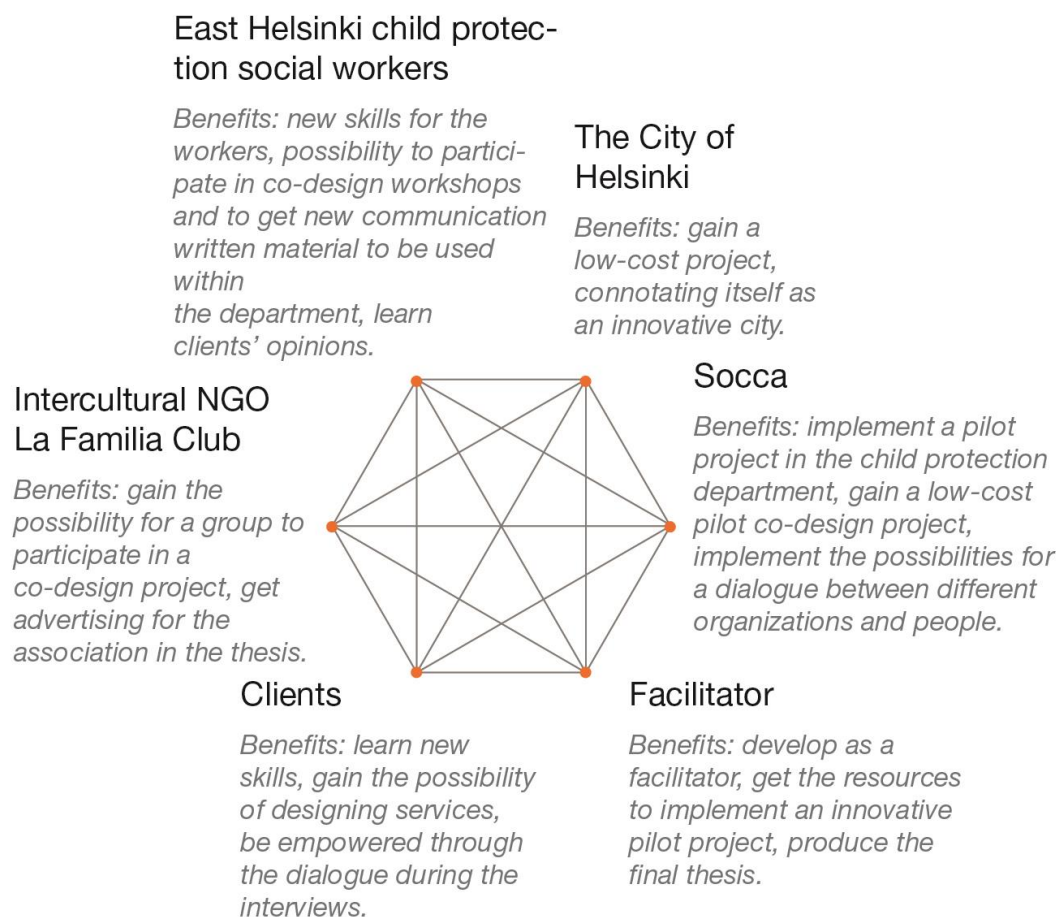 East Helsinki child protec-
tion social workers
Benefits: new skills for the
workers, possibility to partici-
pate in co-design workshops
and to get new communication
written material to be used
within
the department, learn
clients’ opinions.
The City of
Helsinki
Benefits: gain a
low-cost project,
connotating itself as
an innovative city.
Intercultural NGO
La Familia Club
Benefits: gain the
possibility for a group to
participate in a
co-design project, get
advertising for the
association in the thesis.
Socca
Benefits: implement a pilot
project in the child protection
department, gain a low-cost
pilot co-design project,
implement the possibilities for
a dialogue between different
organizations and people.
Clients
Benefits: learn new
skills, gain the possibility
of designing services,
be empowered through
the dialogue during the
interviews.
Facilitator
Benefits: develop as a
facilitator, get the resources
to implement an innovative
pilot project, produce the
final thesis.